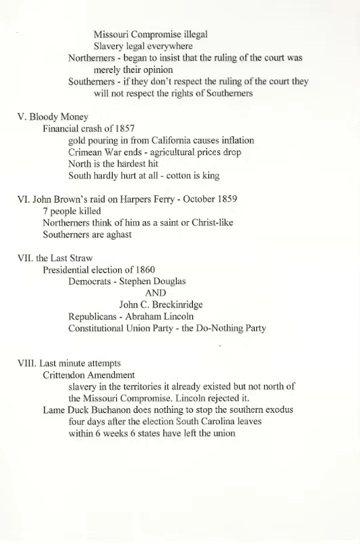 Missouri Compromise illegal
Slavery legal everywhere
Northerners - began to insist that the ruling of the court was
merely their opinion
Southerners - if they don't respect the ruling of the court they
will not respect the rights of Southerners
V. Bloody Money
Financial crash of 1857
gold pouring in from California causes inflation
Crimean War ends - agricultural prices drop
North is the hardest hit
South hardly hurt at all - cotton is king
VI. John Brown's raid on Harpers Ferry - October 1859
7 people killed
Northerners think of him as a saint or Christ-like
Southerners are aghast
VII. the Last Straw
Presidential election of 1860
Democrats - Stephen Douglas
AND
John C. Breckinridge
Republicans - Abraham Lincoln
Constitutional Union Party - the Do-Nothing Party
VIII. Last minute attempts
Crittendon Amendment
slavery in the territories it already existed but not north of
the Missouri Compromise. Lincoln rejected it.
Lame Duck Buchanon does nothing to stop the southern exodus
four days after the election South Carolina leaves
within 6 weeks 6 states have left the union